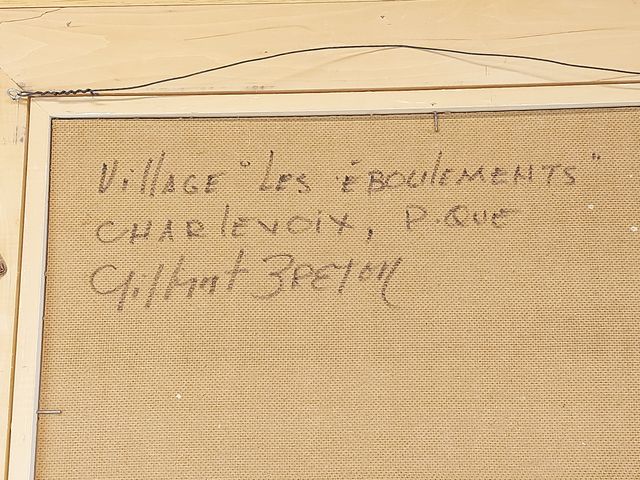 Village "Les éboulements"
Charlevoix, P. Que
Gilbert Breton